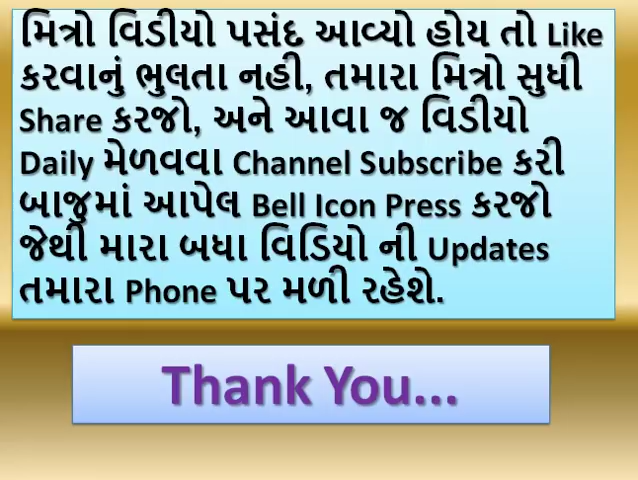 મિત્રો વિડીયો પસંદ આવ્યો હોય તો Like
કરવાનું ભુલતા નહી, તમારા મિત્રો સુધી
Share કરજો, અને આવા જ વિડીયો
Daily મેળવવા Channel Subscribe કરી
બાજુમાં આપેલ Bell Icon Press કરજો
જેથી મારા બધા વિડિયો ની Updates
તમારા Phone પર મળી રહેશે.
Thank You...